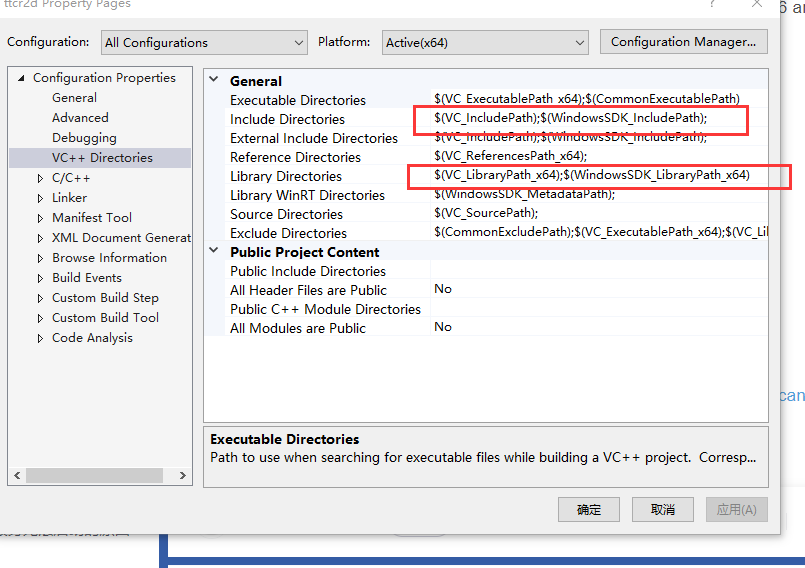 ttcr2d Property Pages
?
6 an
Configuration: All Configurations Platform: Active(x64) Configuration Manager...
Configuration Properties
General
Advanced
Debugging
VC++ Directories
C/C++
Linker
Manifest Tool
XML Document Generat
Browse Information
Build Events
Custom Build Step
Custom Build Tool
Code Analysis
General
Executable Directories $(VC_ExecutablePath_x64);$(CommonExecutablePath)
Include Directories $(VC_IncludePath);$(WindowsSDK_IncludePath);
External Include Directories $(VC_IncludePath);$(WindowsSDK_IncludePath);
Reference Directories $(VC_ReferencesPath_x64);
Library Directories $(VC_LibraryPath_x64);$(WindowsSDK_LibraryPath_x64)
Library WinRT Directories $(WindowsSDK_MetadataPath);
Source Directories $(VC_SourcePath);
Exclude Directories $(CommonExcludePath);$(VC_ExecutablePath_x64);$(VC_Li
Public Project Content
Public Include Directories
All Header Files are Public No
Public C++ Module Directories
All Modules are Public No
can
Executable Directories
Path to use when searching for executable files while building a VC++ project. Corresp...
确定 取消 应用(A)